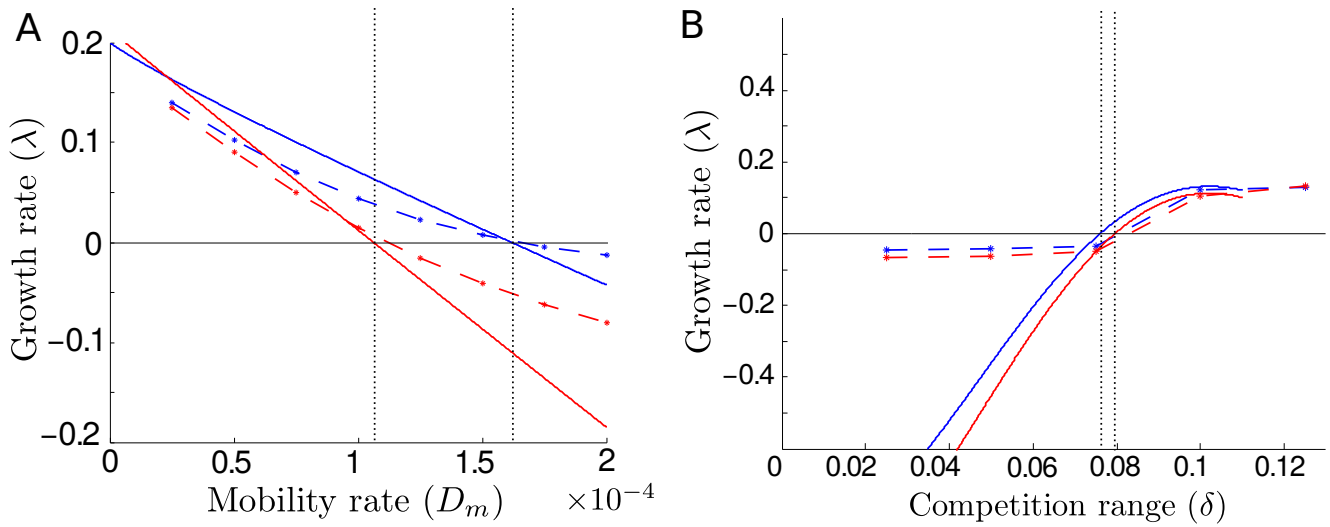 A
Growth rate (λ)
0.2
0.1
0
−0.1
−0.2
0 0.5 1 1.5 2
Mobility rate (D_m) ×10⁻⁴
B
Growth rate (λ)
0.4
0.2
0
−0.2
−0.4
0 0.02 0.04 0.06 0.08 0.1 0.12
Competition range (δ)